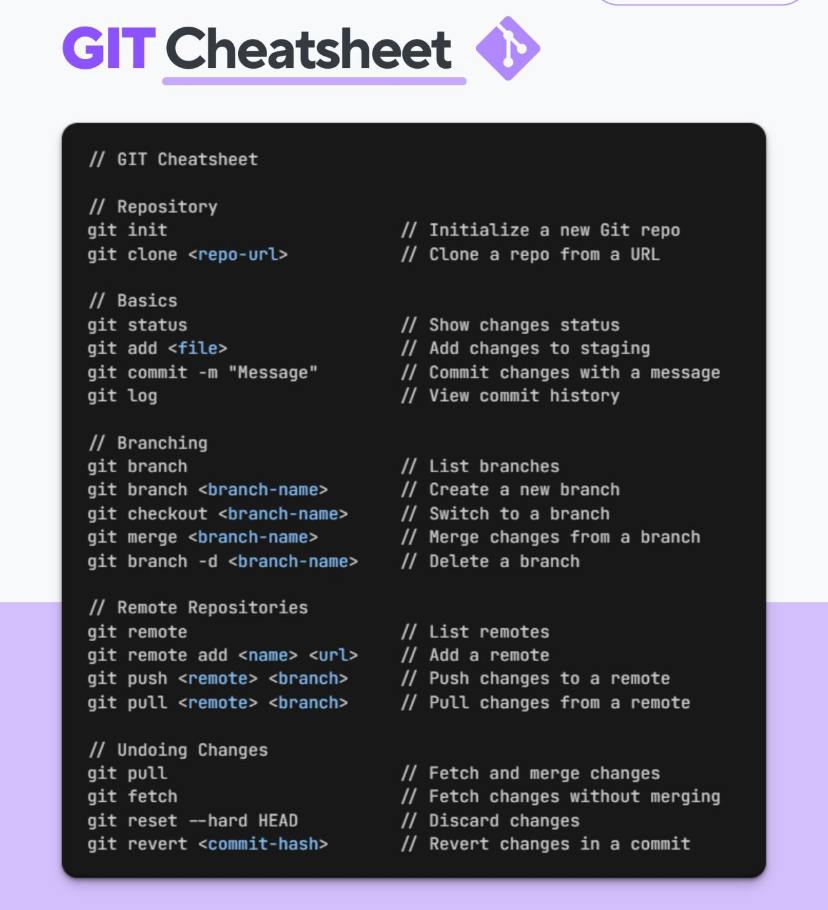 GIT Cheatsheet
// GIT Cheatsheet
// Repository
git init // Initialize a new Git repo
git clone <repo-url> // Clone a repo from a URL
// Basics
git status // Show changes status
git add <file> // Add changes to staging
git commit -m "Message" // Commit changes with a message
git log // View commit history
// Branching
git branch // List branches
git branch <branch-name> // Create a new branch
git checkout <branch-name> // Switch to a branch
git merge <branch-name> // Merge changes from a branch
git branch -d <branch-name> // Delete a branch
// Remote Repositories
git remote // List remotes
git remote add <name> <url> // Add a remote
git push <remote> <branch> // Push changes to a remote
git pull <remote> <branch> // Pull changes from a remote
// Undoing Changes
git pull // Fetch and merge changes
git fetch // Fetch changes without merging
git reset --hard HEAD // Discard changes
git revert <commit-hash> // Revert changes in a commit